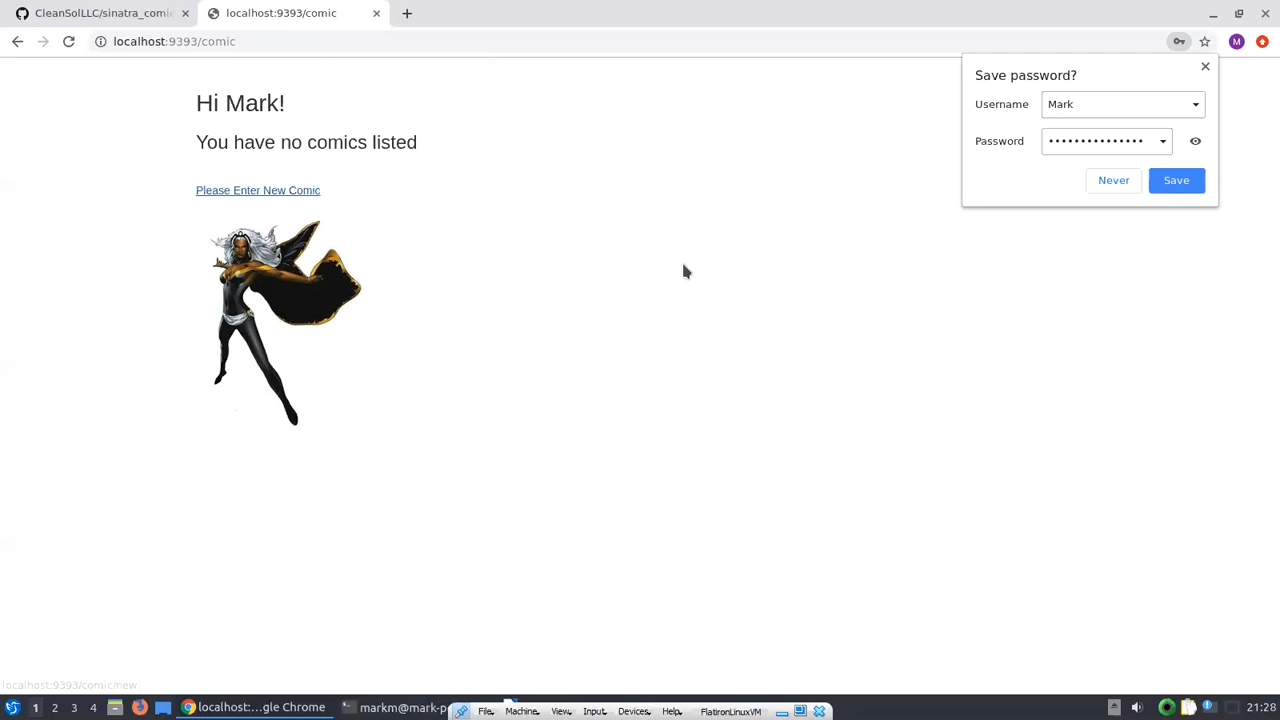 CleanSolLLC/sinatra_comi
localhost:9393/comic
localhost:9393/comic
M
Save password?
Username
Mark
Password
•••••••••••••••
Never
Save
Hi Mark!
You have no comics listed
Please Enter New Comic
localhost:9393/comic/new
1
2
3
4
localhost:...gle Chrome
markm@mark-p
File
Machine
View
Input
Devices
Help
FlatironLinuxVM
21:28